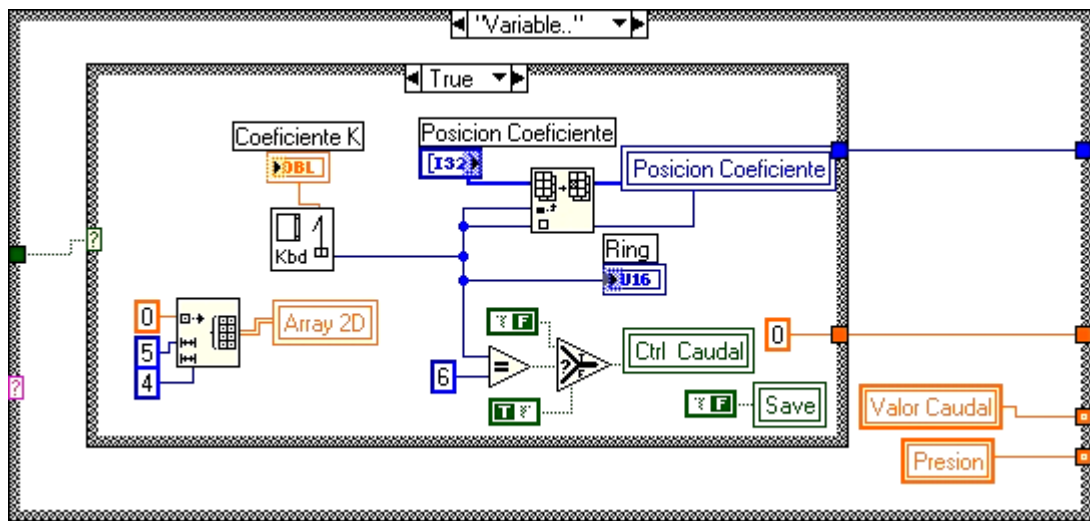 "Variable.."
True
Coeficiente K
Posicion Coeficiente
DBL
[I32
Posicion Coeficiente
Kbd
Ring
U16
0
5
4
Array 2D
F
6
=
?
T
F
T
Ctrl Caudal
0
F
Save
Valor Caudal
Presion
?
?